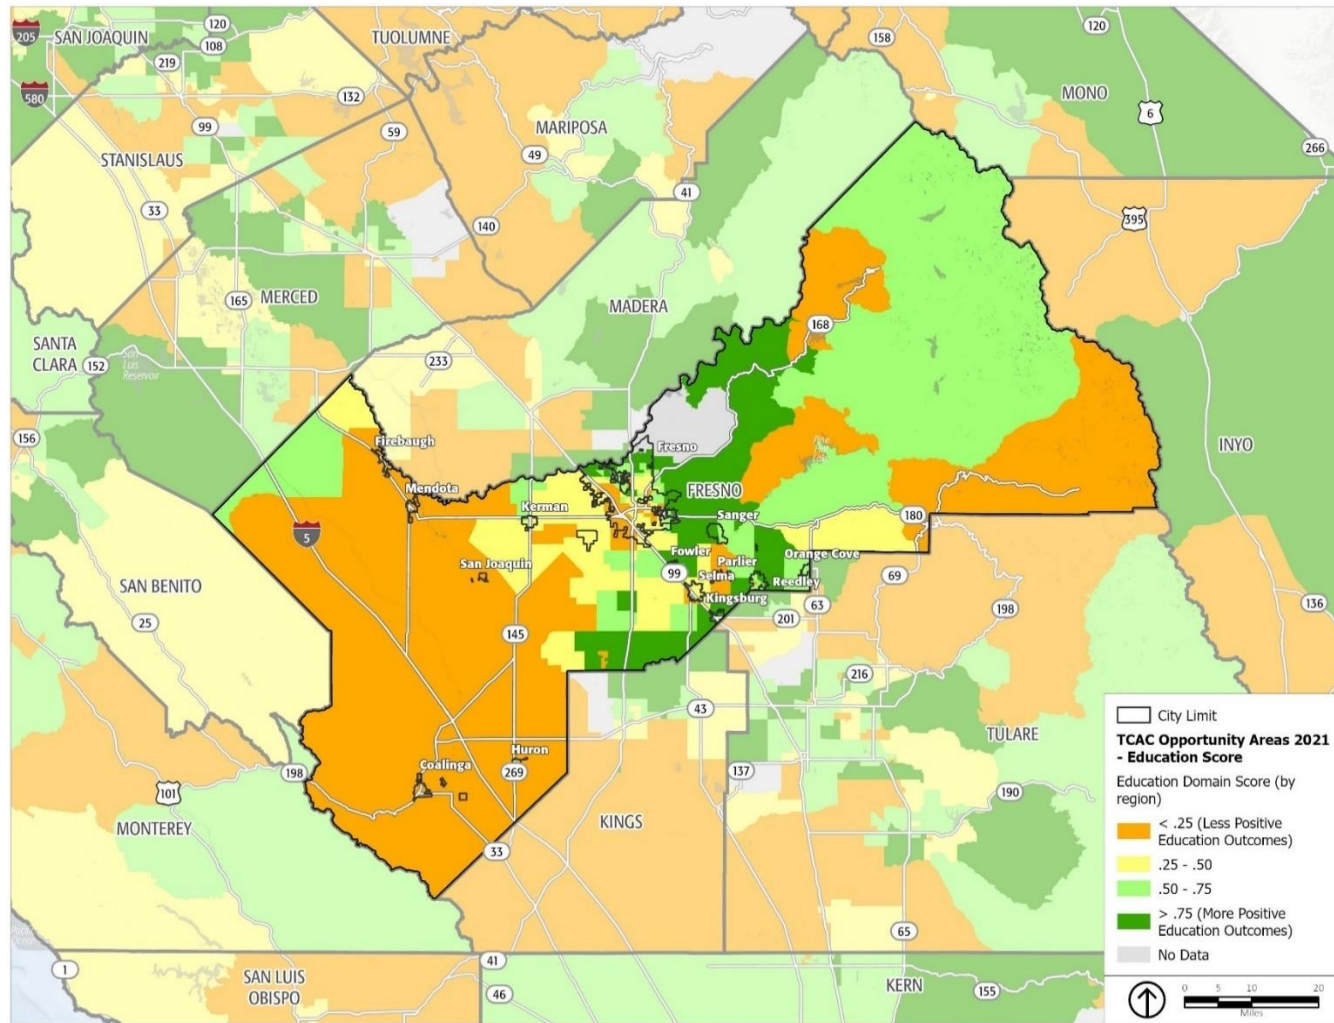 205
SAN JOAQUIN
120
108
219
580
TUOLUMNE
132
99
59
158
120
MONO
6
266
STANISLAUS
MARIPOSA
49
33
41
140
395
165
MERCED
MADERA
SANTA
CLARA
152
San
Luis
Reservoir
233
168
156
INYO
Firebaugh
Fresno
Mendota
FRESNO
Kerman
Sanger
180
5
San Joaquin
Fowler
Orange Cove
99
Parlier
Selma
Reedley
Kingsburg
69
SAN BENITO
25
145
201
63
198
136
216
43
TULARE
Huron
Coalinga
269
198
101
137
190
MONTEREY
KINGS
33
65
1
SAN LUIS
OBISPO
41
46
KERN
155
City Limit
TCAC Opportunity Areas 2021
- Education Score
Education Domain Score (by
region)
< .25 (Less Positive
Education Outcomes)
.25 - .50
.50 - .75
> .75 (More Positive
Education Outcomes)
No Data
0 5 10 20
Miles